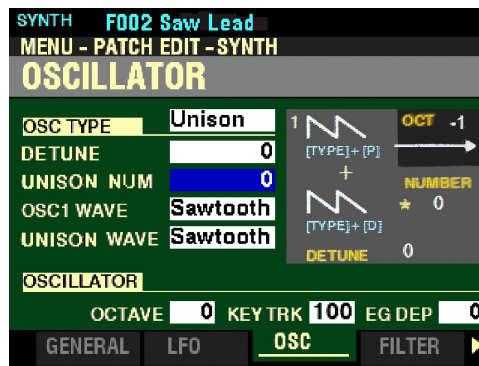 SYNTH F002 Saw Lead
MENU - PATCH EDIT - SYNTH
OSCILLATOR
OSC TYPE Unison
DETUNE 0
UNISON NUM 0
OSC1 WAVE Sawtooth
UNISON WAVE Sawtooth
1 OCT -1
[TYPE]+[P]
+
NUMBER
* 0
[TYPE]+[D]
DETUNE 0
OSCILLATOR
OCTAVE 0 KEY TRK 100 EG DEP 0
GENERAL LFO OSC FILTER